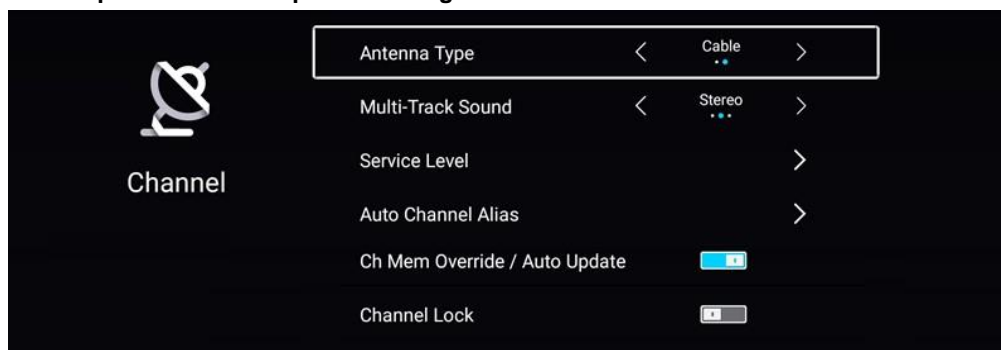 Antenna Type Cable
Multi-Track Sound Stereo
Service Level
Channel
Auto Channel Alias
Ch Mem Override / Auto Update
Channel Lock